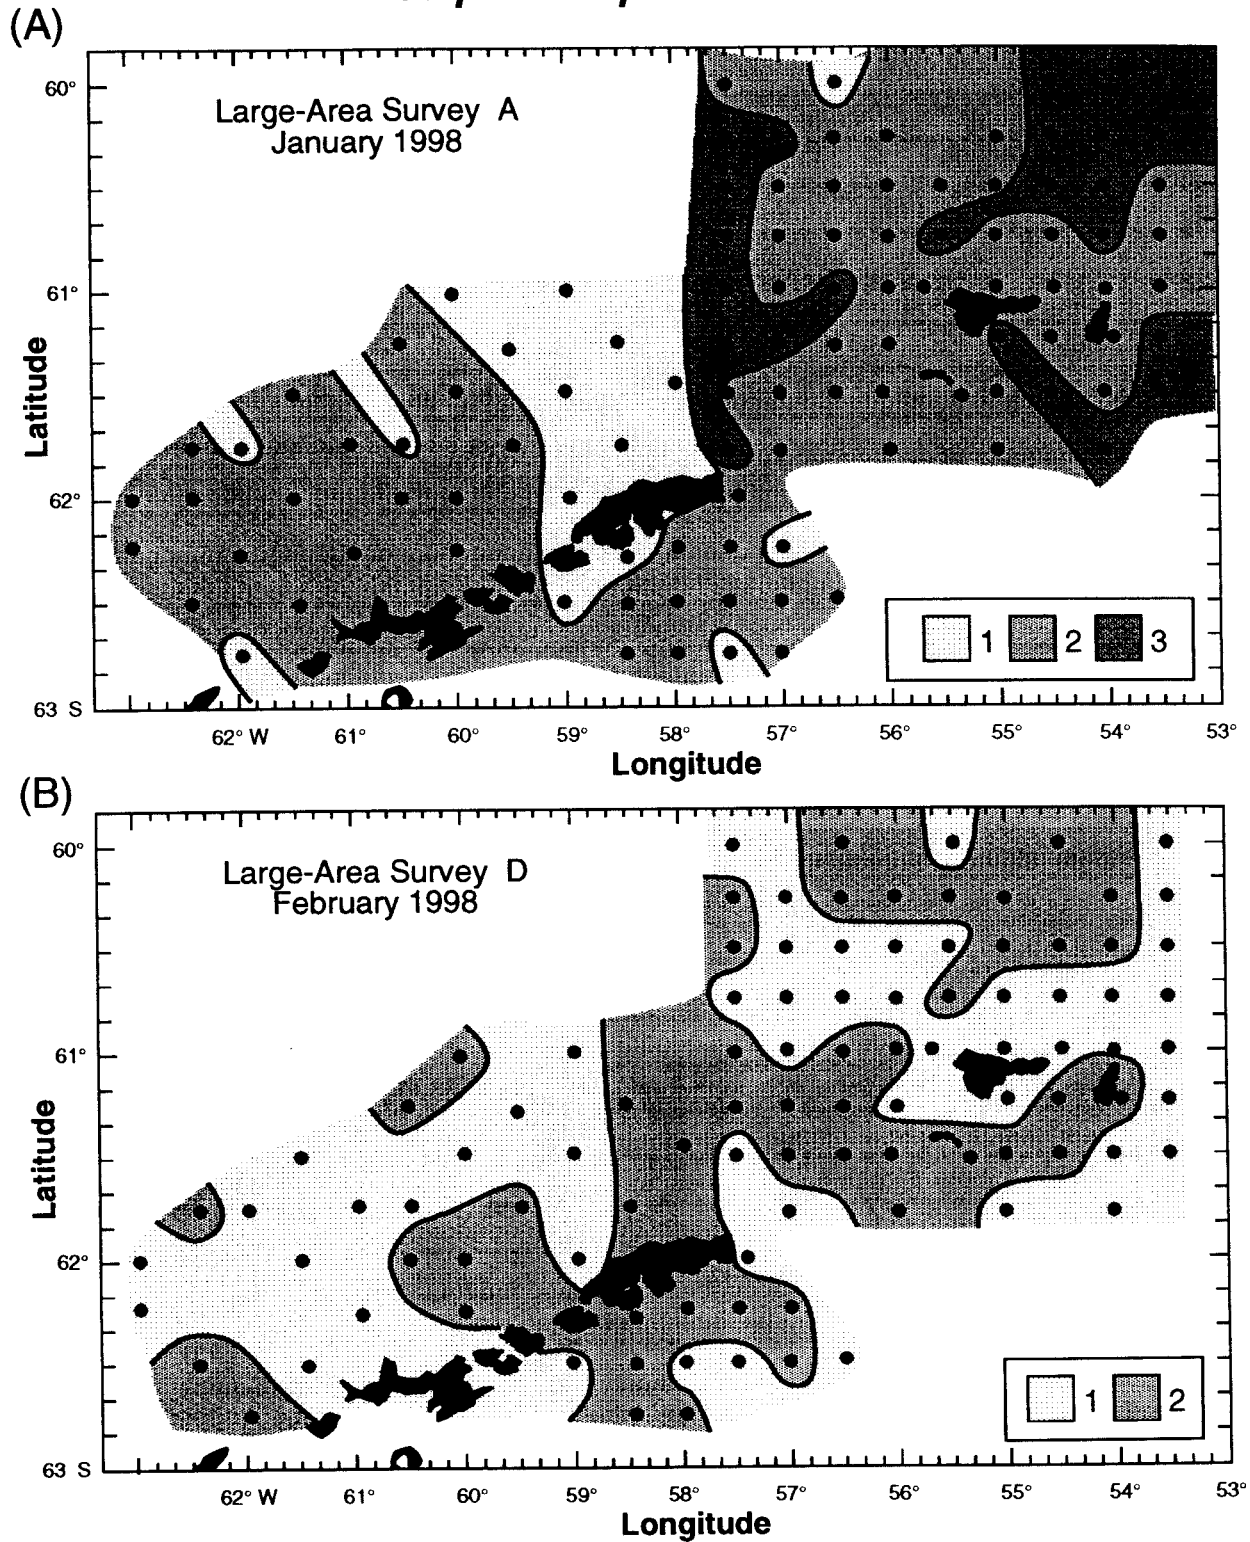 (A)
Large-Area Survey A
January 1998
60°
61°
62°
63 S
Latitude
1 2 3
62° W 61° 60° 59° 58° 57° 56° 55° 54° 53°
Longitude
(B)
Large-Area Survey D
February 1998
60°
61°
62°
63 S
Latitude
1 2
62° W 61° 60° 59° 58° 57° 56° 55° 54° 53°
Longitude